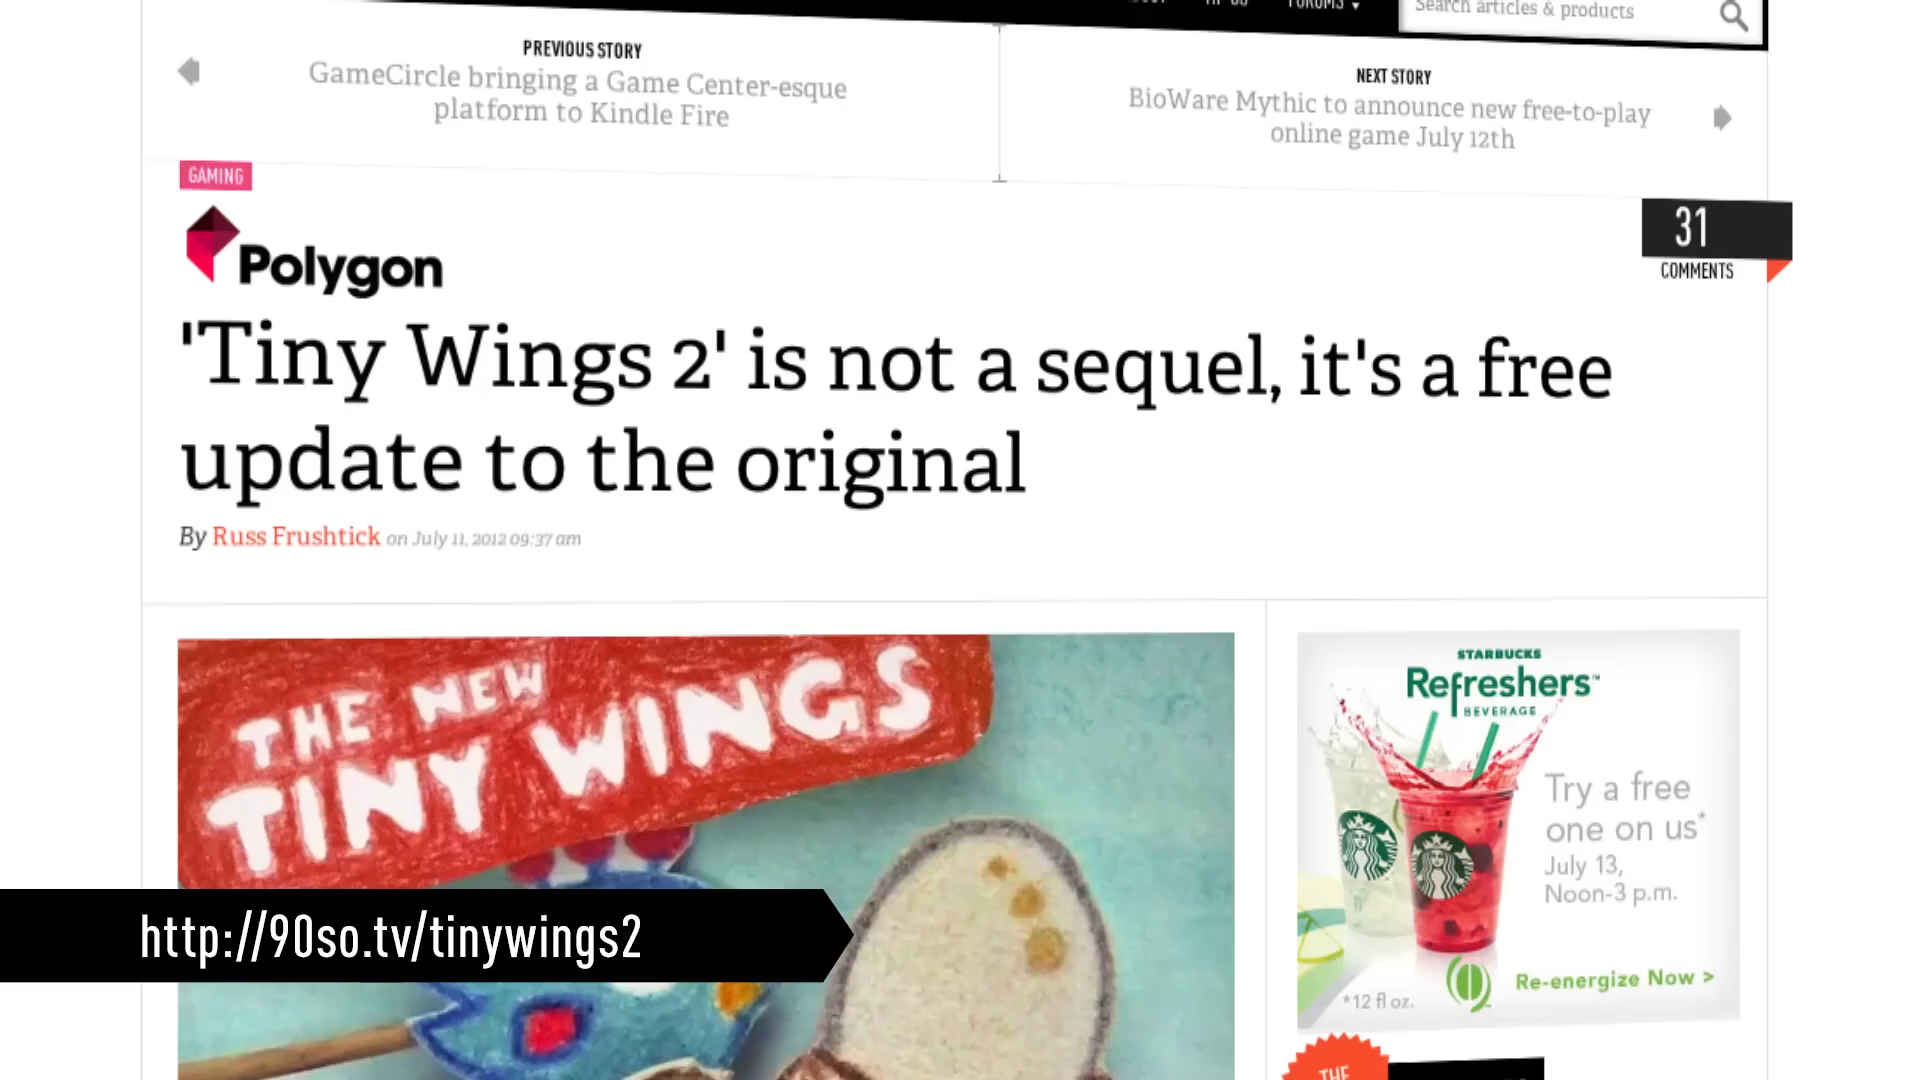 FORUMS
Search articles & products
PREVIOUS STORY
GameCircle bringing a Game Center-esque
platform to Kindle Fire
NEXT STORY
BioWare Mythic to announce new free-to-play
online game July 12th
GAMING
31
COMMENTS
Polygon
'Tiny Wings 2' is not a sequel, it's a free
update to the original
By Russ Frushtick on July 11, 2012 09:37 am
THE NEW
TINY WINGS
STARBUCKS
Refreshers™
BEVERAGE
Try a free
one on us*
July 13,
Noon-3 p.m.
Re-energize Now >
*12 fl oz.
http://90so.tv/tinywings2
THE